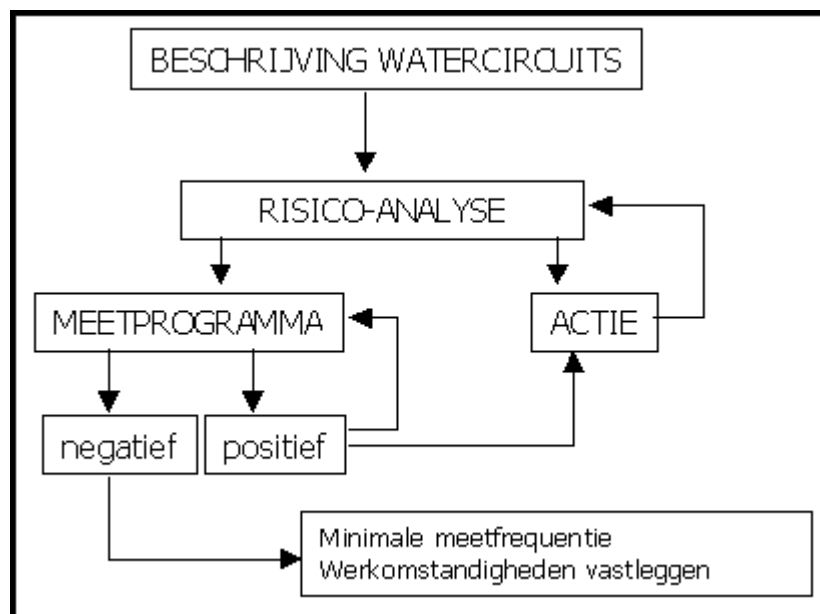 BESCHRIJVING WATERCIRCUITS
RISICO-ANALYSE
MEETPROGRAMMA
ACTIE
negatief
positief
Minimale meetfrequentie
Werkomstandigheden vastleggen